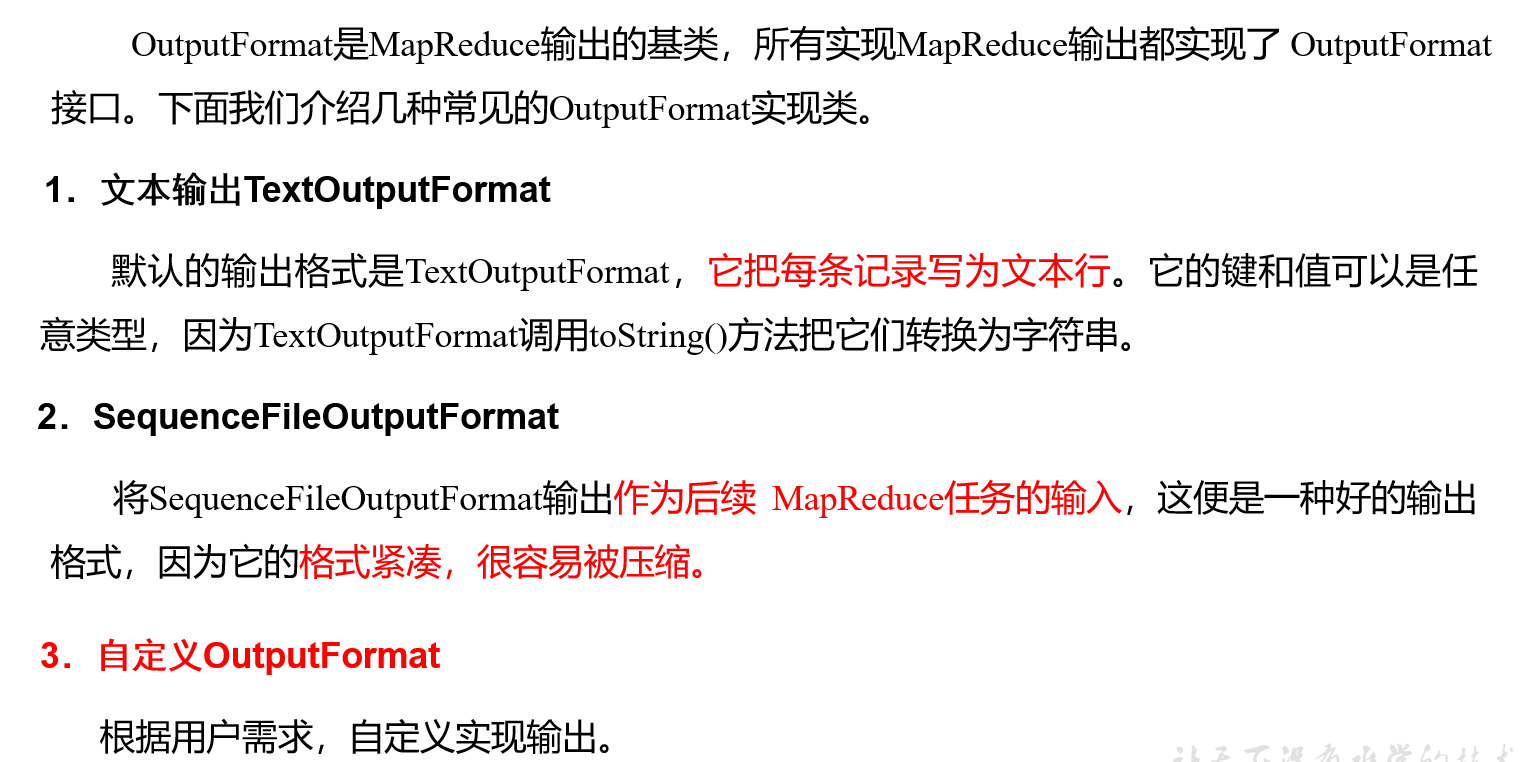 OutputFormat是MapReduce输出的基类，所有实现MapReduce输出都实现了 OutputFormat
接口。下面我们介绍几种常见的OutputFormat实现类。
1．文本输出TextOutputFormat
默认的输出格式是TextOutputFormat，它把每条记录写为文本行。它的键和值可以是任
意类型，因为TextOutputFormat调用toString()方法把它们转换为字符串。
2．SequenceFileOutputFormat
将SequenceFileOutputFormat输出作为后续 MapReduce任务的输入，这便是一种好的输出
格式，因为它的格式紧凑，很容易被压缩。
3．自定义OutputFormat
根据用户需求，自定义实现输出。
让天下没有难学的技术